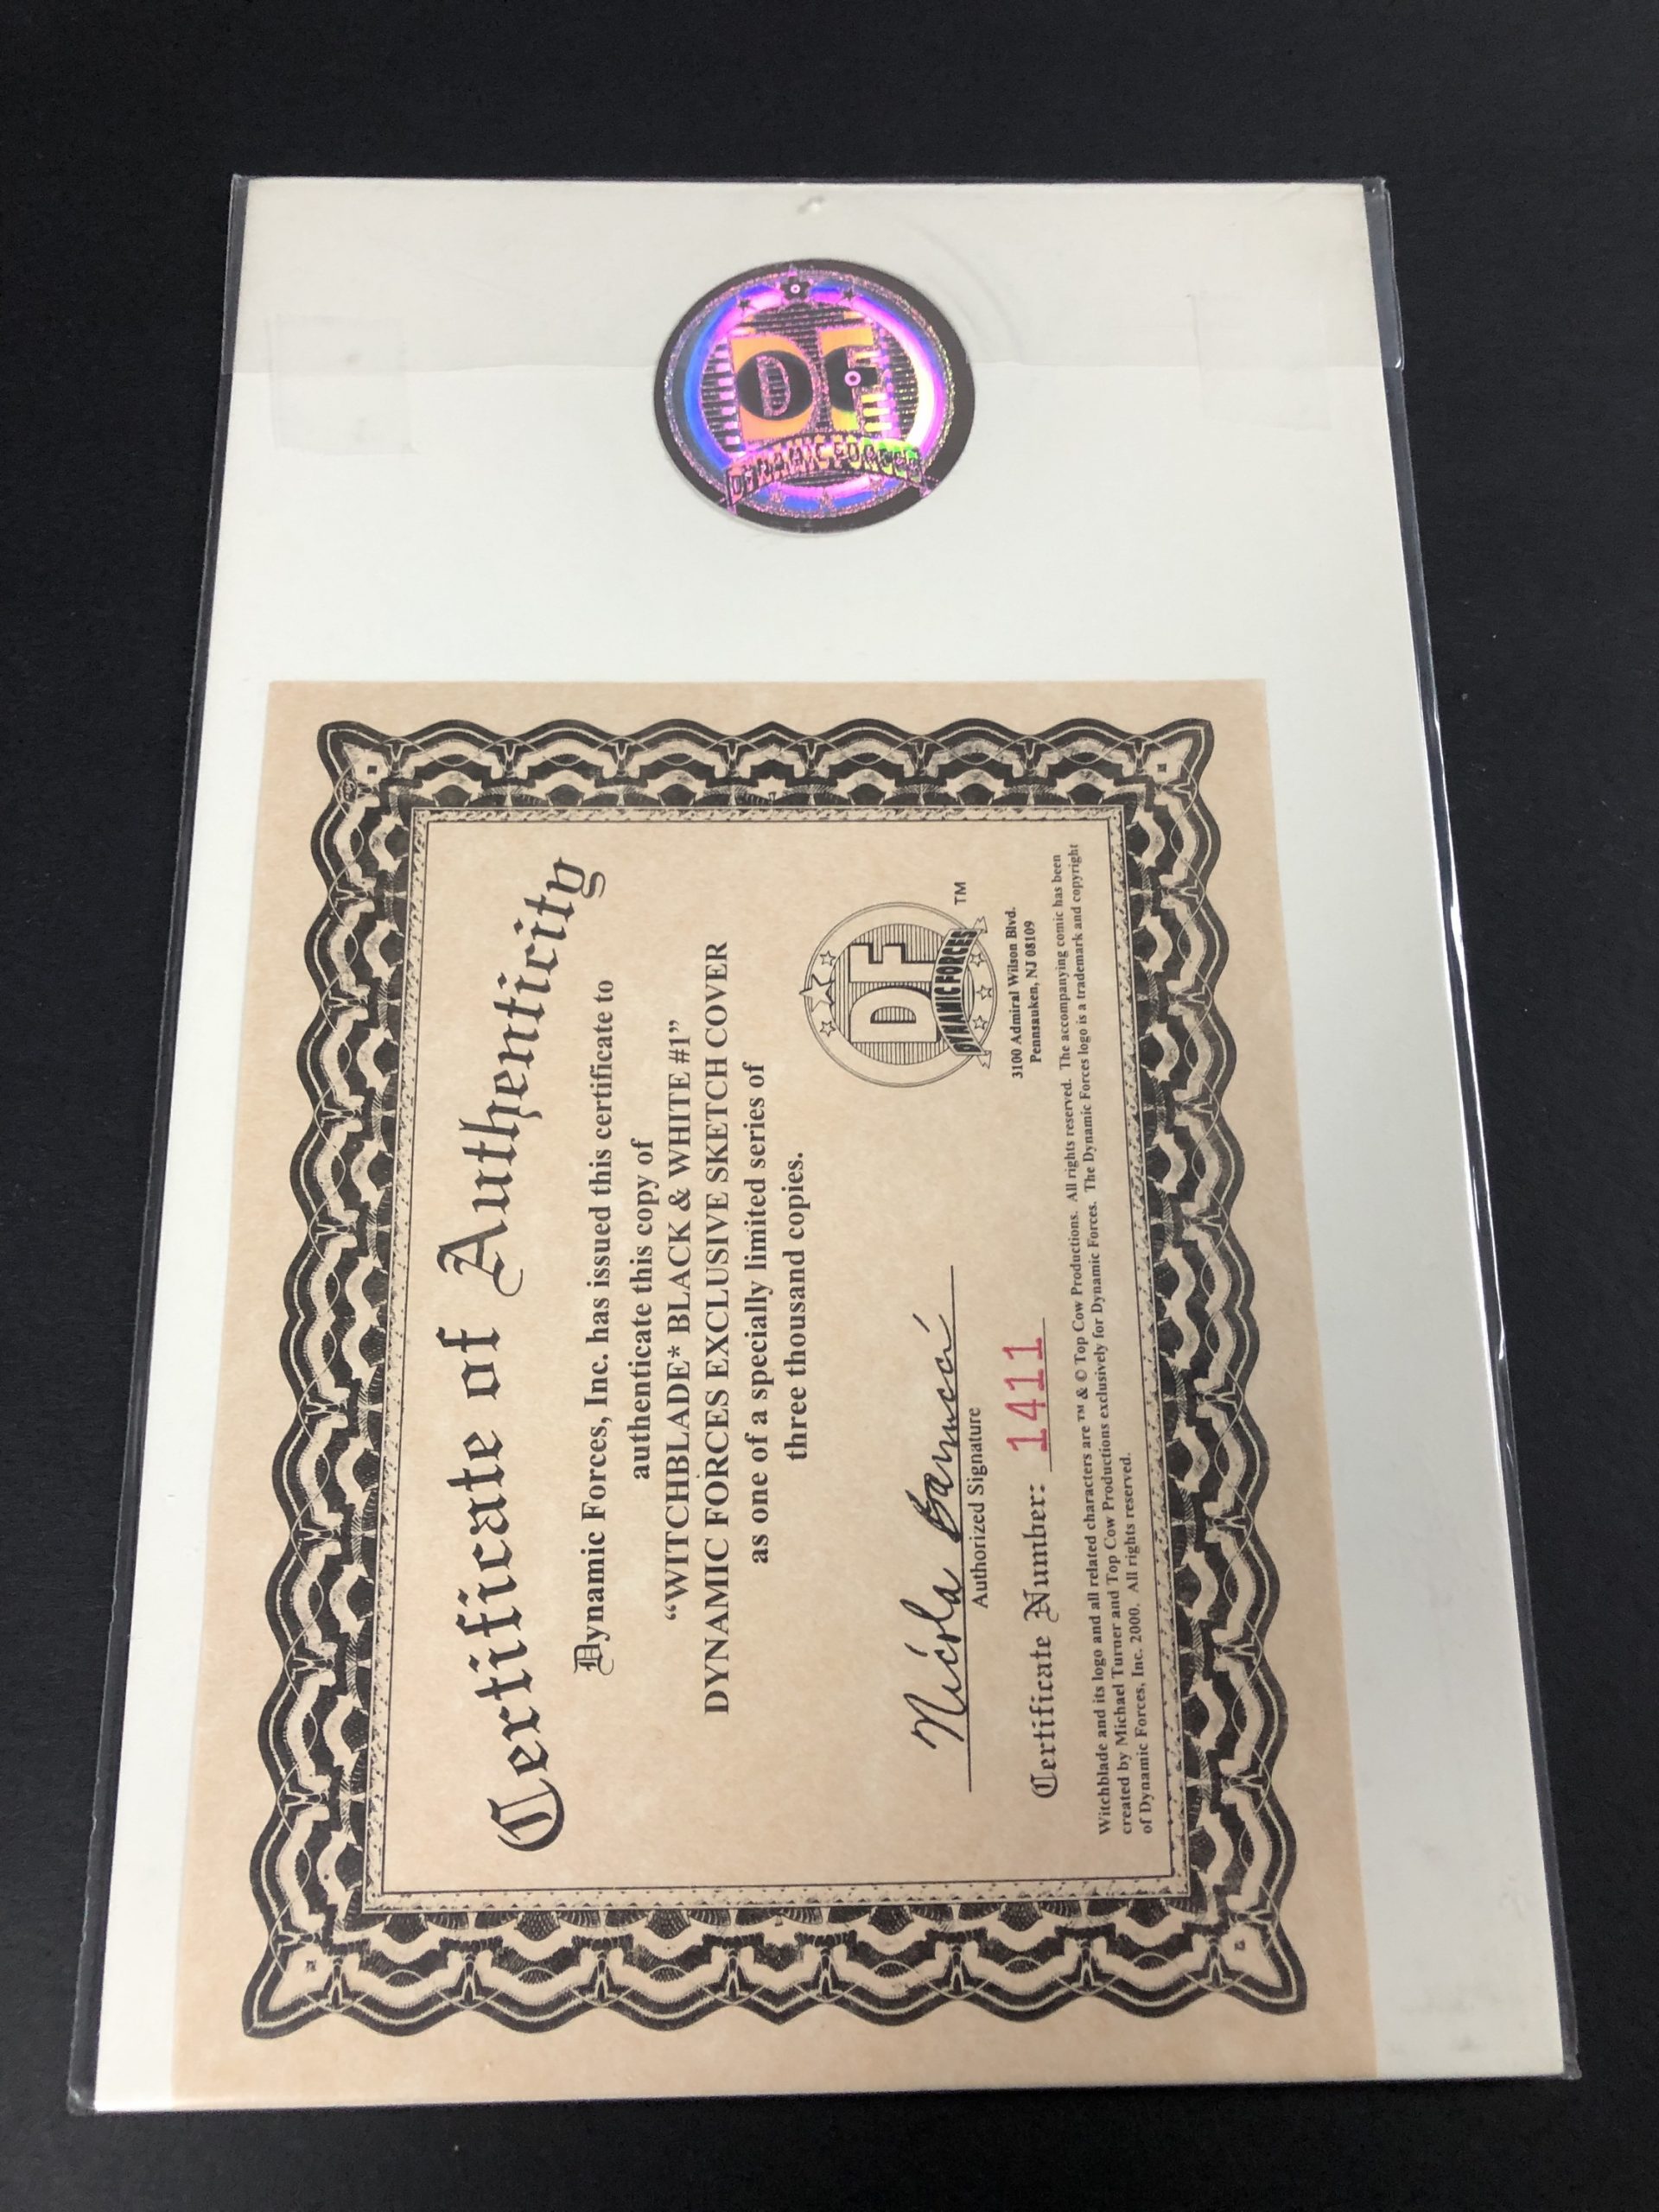 DF
DYNAMIC FORCES
Certificate of Authenticity
Dynamic Forces, Inc. has issued this certificate to
authenticate this copy of
“WITCHBLADE* BLACK & WHITE #1”
DYNAMIC FORCES EXCLUSIVE SKETCH COVER
as one of a specially limited series of
three thousand copies.
Nicola
Authorized Signature
Certificate Number: 1411
DF
DYNAMIC FORCES
TM
3100 Admiral Wilson Blvd.
Pennsauken, NJ 08109
Witchblade and its logo and all related characters are ™ & © Top Cow Productions. All rights reserved. The accompanying comic has been
created by Michael Turner and Top Cow Productions exclusively for Dynamic Forces. The Dynamic Forces logo is a trademark and copyright
of Dynamic Forces, Inc. 2000. All rights reserved.